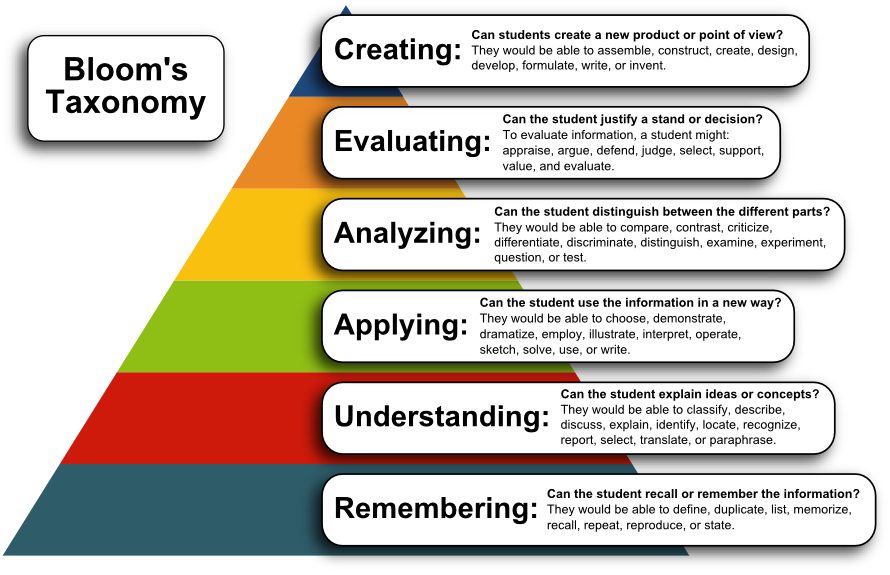 Bloom's
Taxonomy
Creating:
Can students create a new product or point of view?
They would be able to assemble, construct, create, design,
develop, formulate, write, or invent.
Evaluating:
Can the student justify a stand or decision?
To evaluate information, a student might:
appraise, argue, defend, judge, select, support,
value, and evaluate.
Analyzing:
Can the student distinguish between the different parts?
They would be able to compare, contrast, criticize,
differentiate, discriminate, distinguish, examine, experiment,
question, or test.
Applying:
Can the student use the information in a new way?
They would be able to choose, demonstrate,
dramatize, employ, illustrate, interpret, operate,
sketch, solve, use, or write.
Understanding:
Can the student explain ideas or concepts?
They would be able to classify, describe,
discuss, explain, identify, locate, recognize,
report, select, translate, or paraphrase.
Remembering:
Can the student recall or remember the information?
They would be able to define, duplicate, list, memorize,
recall, repeat, reproduce, or state.